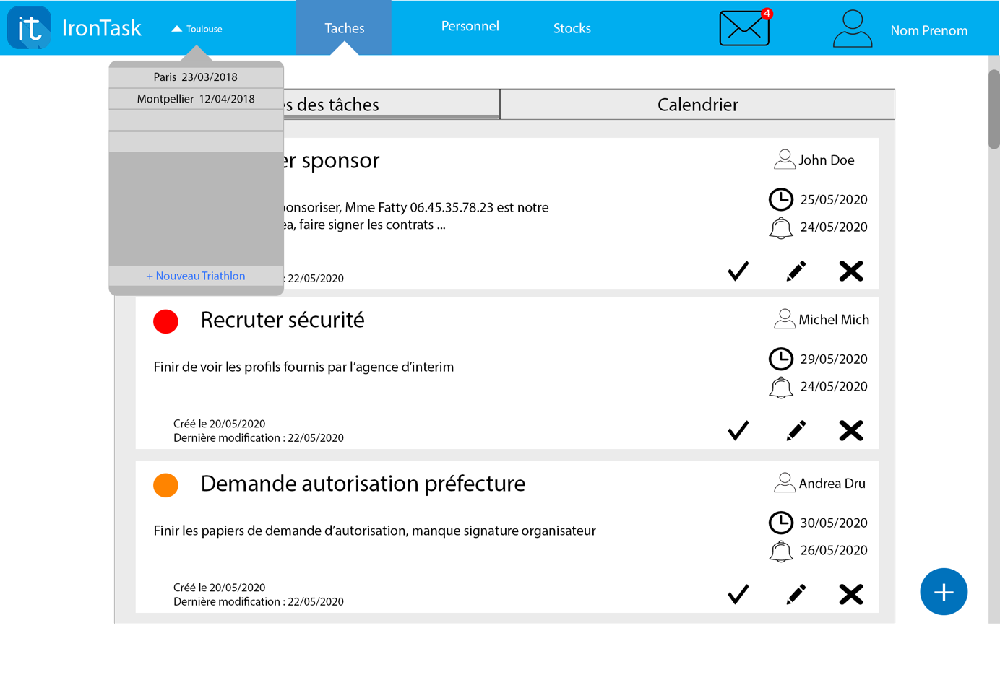 it IronTask
Toulouse
Taches
Personnel
Stocks
4
Nom Prenom
Paris 23/03/2018
Montpellier 12/04/2018
+ Nouveau Triathlon
des tâches
Calendrier
sponsor
John Doe
25/05/2020
24/05/2020
Mme Fatty 06.45.35.78.23 est notre
faire signer les contrats ...
: 22/05/2020
Recruter sécurité
Michel Mich
29/05/2020
24/05/2020
Finir de voir les profils fournis par l’agence d’interim
Créé le 20/05/2020
Dernière modification : 22/05/2020
Demande autorisation préfecture
Andrea Dru
30/05/2020
26/05/2020
Finir les papiers de demande d’autorisation, manque signature organisateur
Créé le 20/05/2020
Dernière modification : 22/05/2020
+